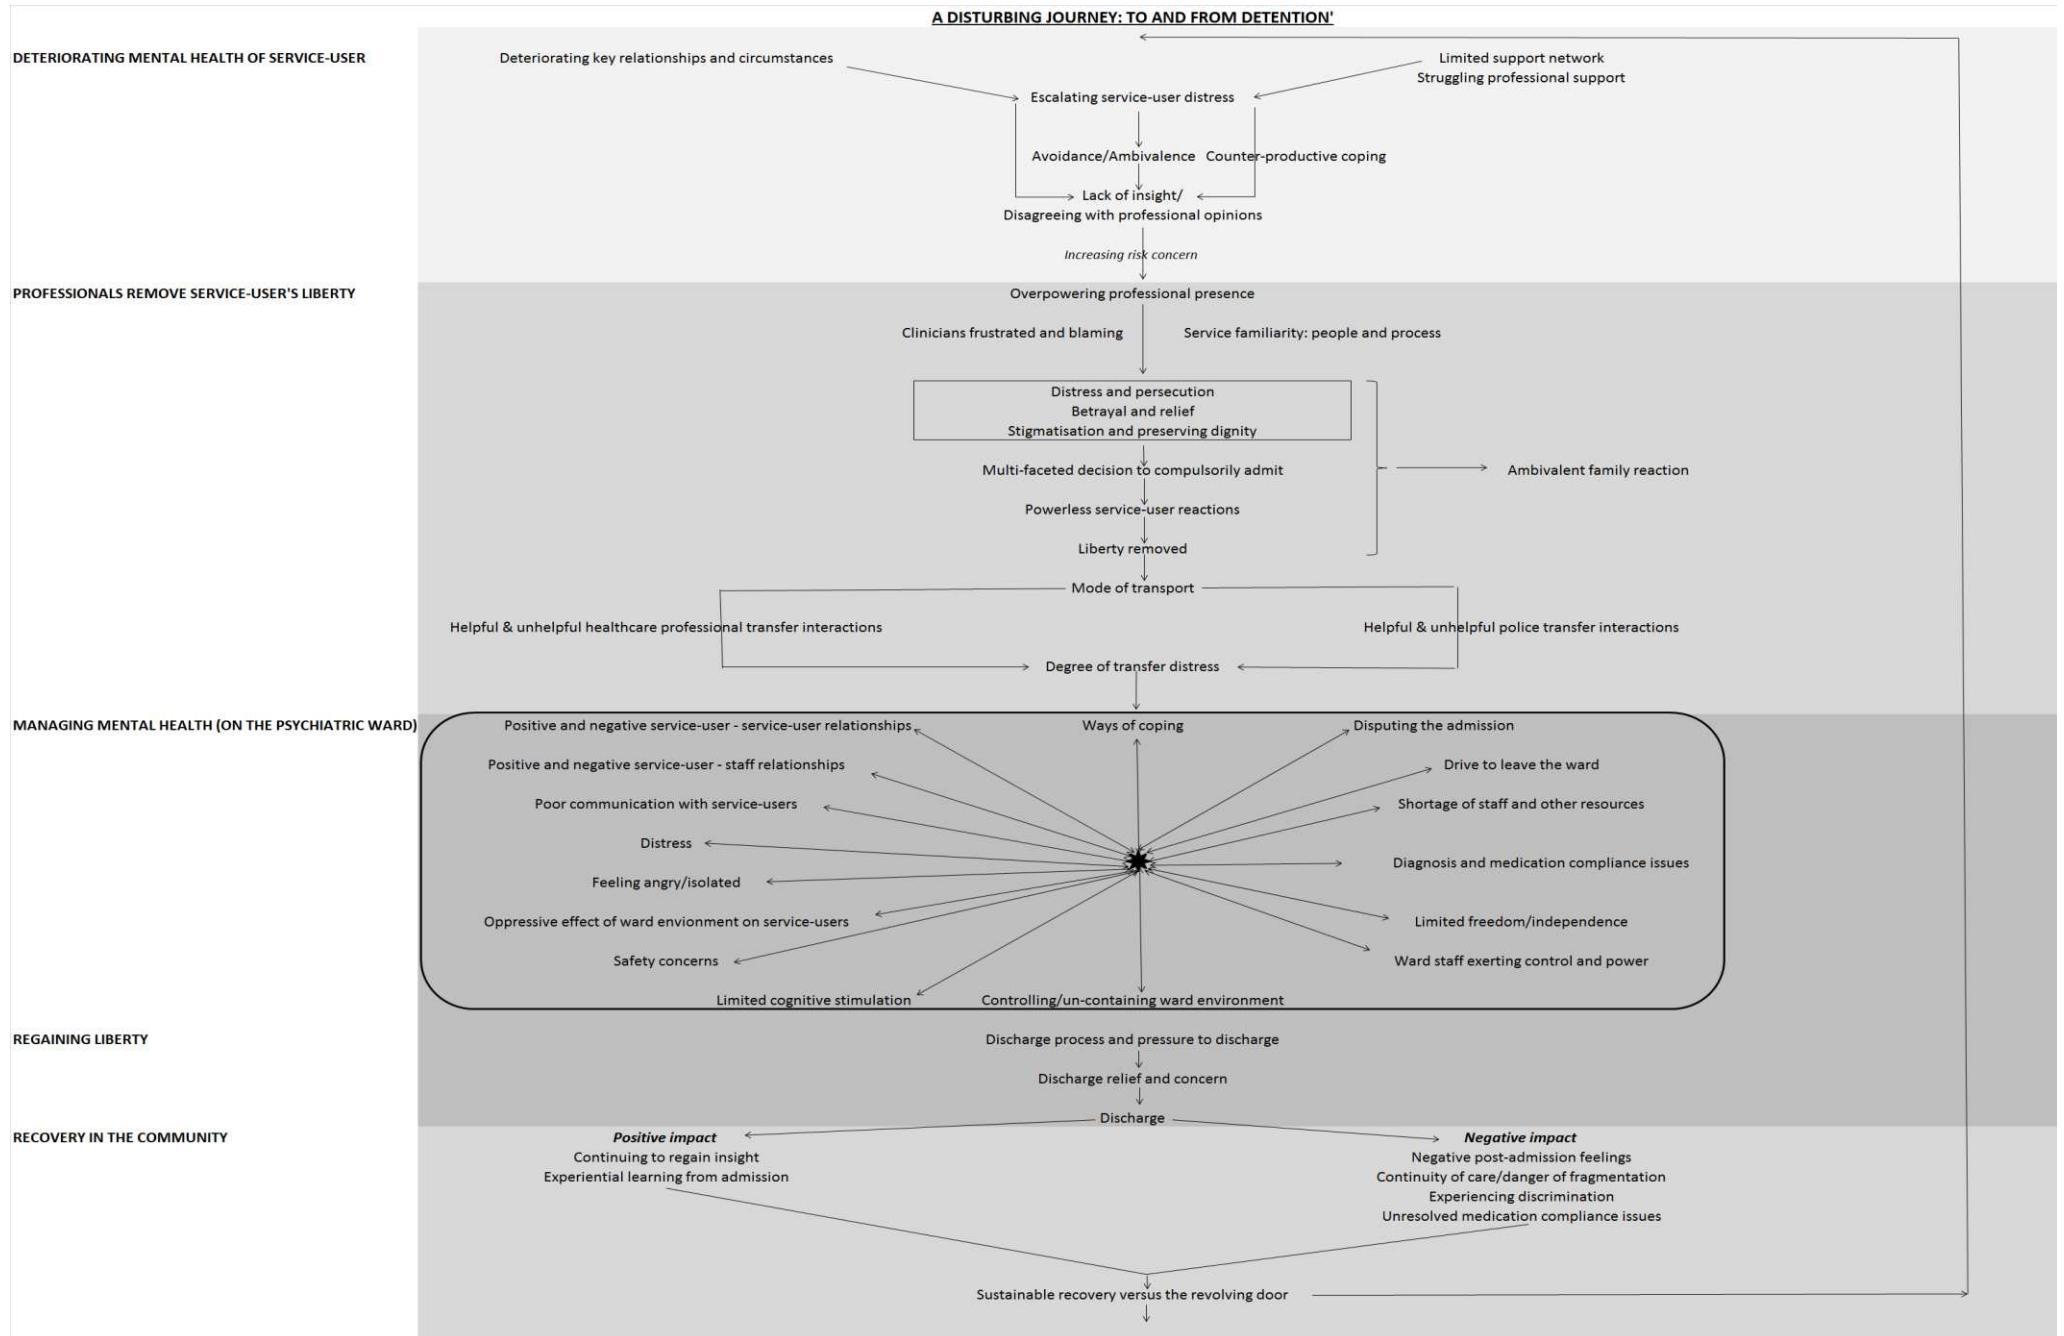 A DISTURBING JOURNEY: TO AND FROM DETENTION'
DETERIORATING MENTAL HEALTH OF SERVICE-USER
Deteriorating key relationships and circumstances
Limited support network
Struggling professional support
Escalating service-user distress
Avoidance/Ambivalence
Counter-productive coping
Lack of insight/
Disagreeing with professional opinions
Increasing risk concern
PROFESSIONALS REMOVE SERVICE-USER'S LIBERTY
Overpowering professional presence
Clinicians frustrated and blaming
Service familiarity: people and process
Distress and persecution
Betrayal and relief
Stigmatisation and preserving dignity
Multi-faceted decision to compulsorily admit
Ambivalent family reaction
Powerless service-user reactions
Liberty removed
Mode of transport
Helpful & unhelpful healthcare professional transfer interactions
Helpful & unhelpful police transfer interactions
Degree of transfer distress
MANAGING MENTAL HEALTH (ON THE PSYCHIATRIC WARD)
Positive and negative service-user - service-user relationships
Ways of coping
Disputing the admission
Positive and negative service-user - staff relationships
Drive to leave the ward
Poor communication with service-users
Shortage of staff and other resources
Distress
Diagnosis and medication compliance issues
Feeling angry/isolated
Oppressive effect of ward envionment on service-users
Limited freedom/independence
Safety concerns
Ward staff exerting control and power
Limited cognitive stimulation
Controlling/un-containing ward environment
REGAINING LIBERTY
Discharge process and pressure to discharge
Discharge relief and concern
Discharge
RECOVERY IN THE COMMUNITY
Positive impact
Continuing to regain insight
Experiential learning from admission
Negative impact
Negative post-admission feelings
Continuity of care/danger of fragmentation
Experiencing discrimination
Unresolved medication compliance issues
Sustainable recovery versus the revolving door